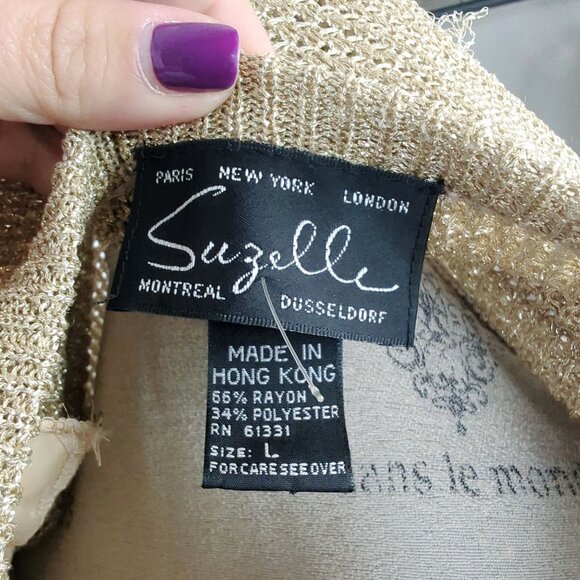 PARIS NEW YORK LONDON
Suzelle
MONTREAL DUSSELDORF
MADE IN
HONG KONG
66% RAYON
34% POLYESTER
RN 61331
SIZE: L
FOR CARE SEE OVER
ans le mon